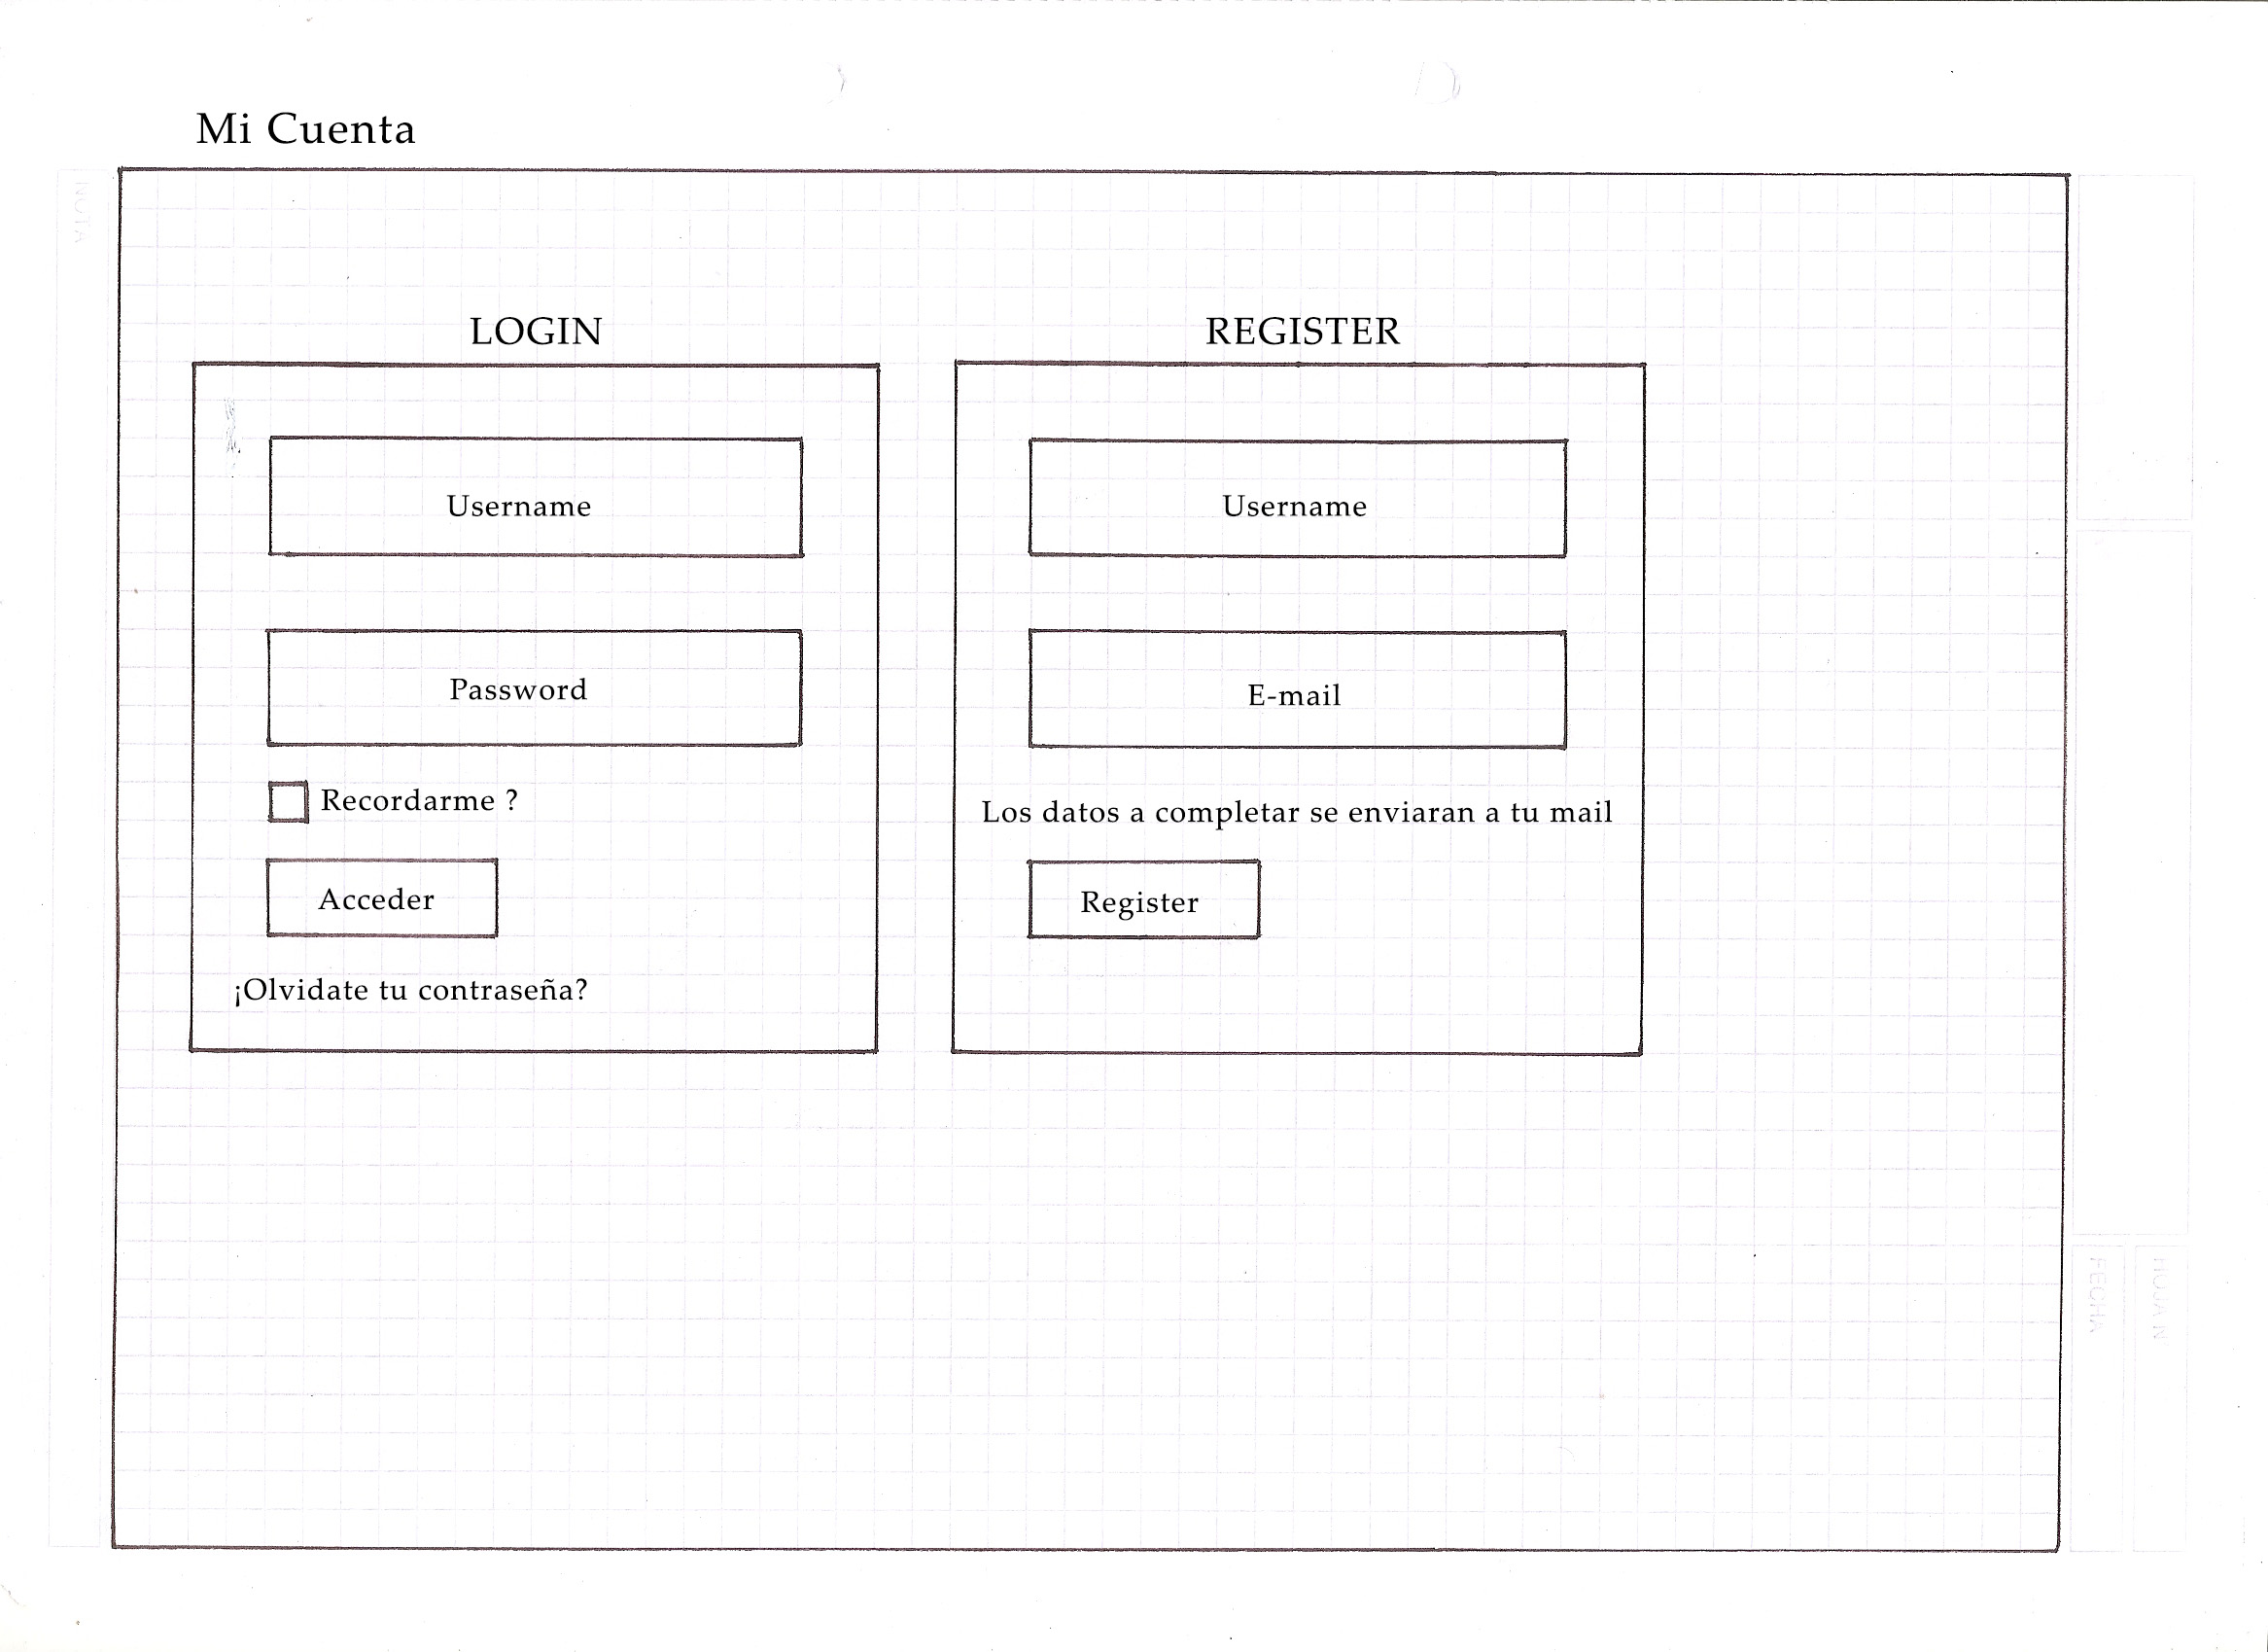 Mi Cuenta
NOTA
LOGIN
Username
Password
Recordarme ?
Acceder
¡Olvidate tu contraseña?
REGISTER
Username
E-mail
Los datos a completar se enviaran a tu mail
Register
FECHA
HOJA N